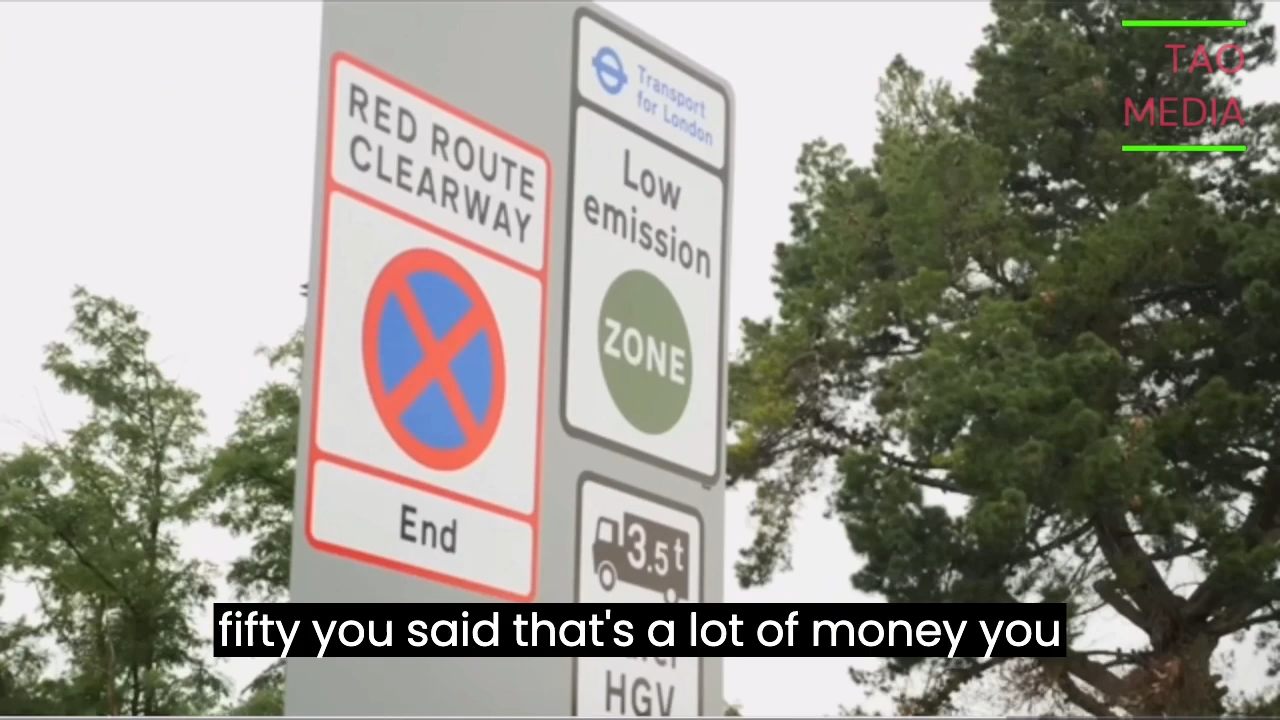 TAO
MEDIA
Transport
for London
RED ROUTE
CLEARWAY
Low
emission
ZONE
End
3.5t
HGV
fifty you said that's a lot of money you